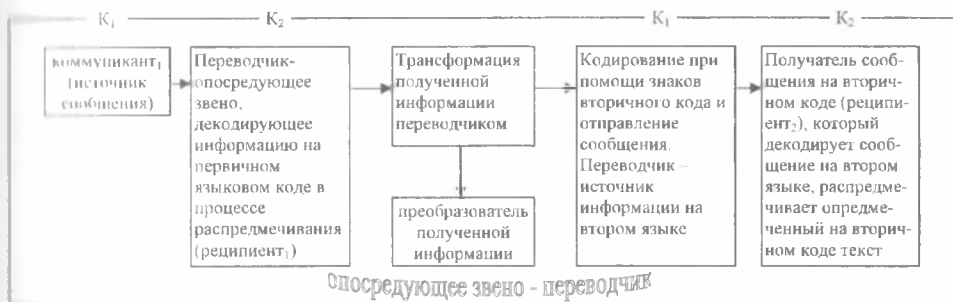 К₁ К₂ К₁ К₂
коммуникант₁
(источник
сообщения)
Переводчик-
опосредующее
звено,
декодирующее
информацию на
первичном
языковом коде в
процессе
распредмечивания
(реципиент₁)
Трансформация
полученной
информации
переводчиком
преобразователь
полученной
информации
Кодирование при
помощи знаков
вторичного кода и
отправление
сообщения.
Переводчик –
источник
информации на
втором языке
Получатель сооб-
щения на вторич-
ном коде (реципи-
ент₂), который
декодирует сооб-
щение на втором
языке, распредме-
чивает опредме-
ченный на вторич-
ном коде текст
опосредующее звено - переводчик